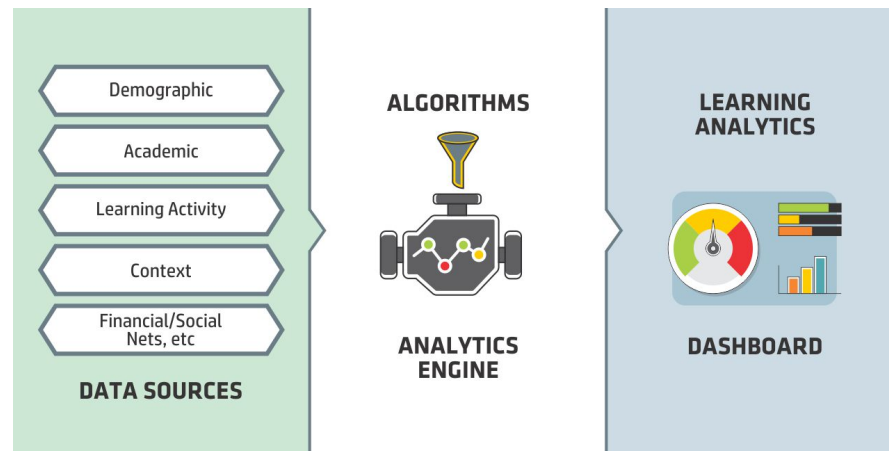 Demographic
Academic
Learning Activity
Context
Financial/Social
Nets, etc
DATA SOURCES
ALGORITHMS
ANALYTICS
ENGINE
LEARNING
ANALYTICS
DASHBOARD